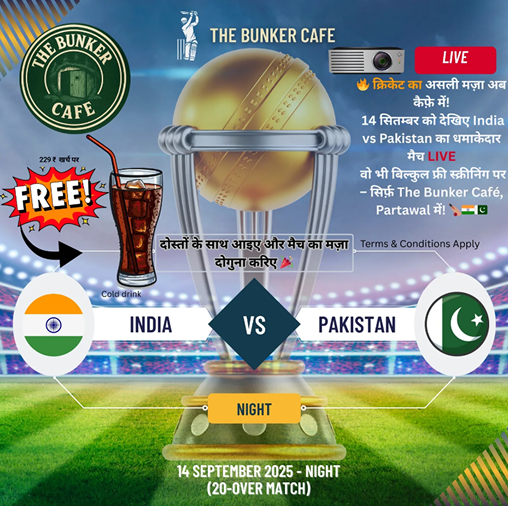 THE BUNKER
CAFE
THE BUNKER CAFE
LIVE
🔥 क्रिकेट का असली मज़ा अब
कैफ़े में!
14 सितम्बर को देखिए India
vs Pakistan का धमाकेदार
मैच LIVE
वो भी बिल्कुल फ्री स्क्रीनिंग पर
– सिर्फ़ The Bunker Café,
Partawal में! 🏏🇮🇳🇵🇰
229 ₹ खर्च पर
FREE!
Cold drink
दोस्तों के साथ आइए और मैच का मज़ा
दोगुना करिए 🎉
Terms & Conditions Apply
INDIA
VS
PAKISTAN
NIGHT
14 SEPTEMBER 2025 - NIGHT
(20-OVER MATCH)